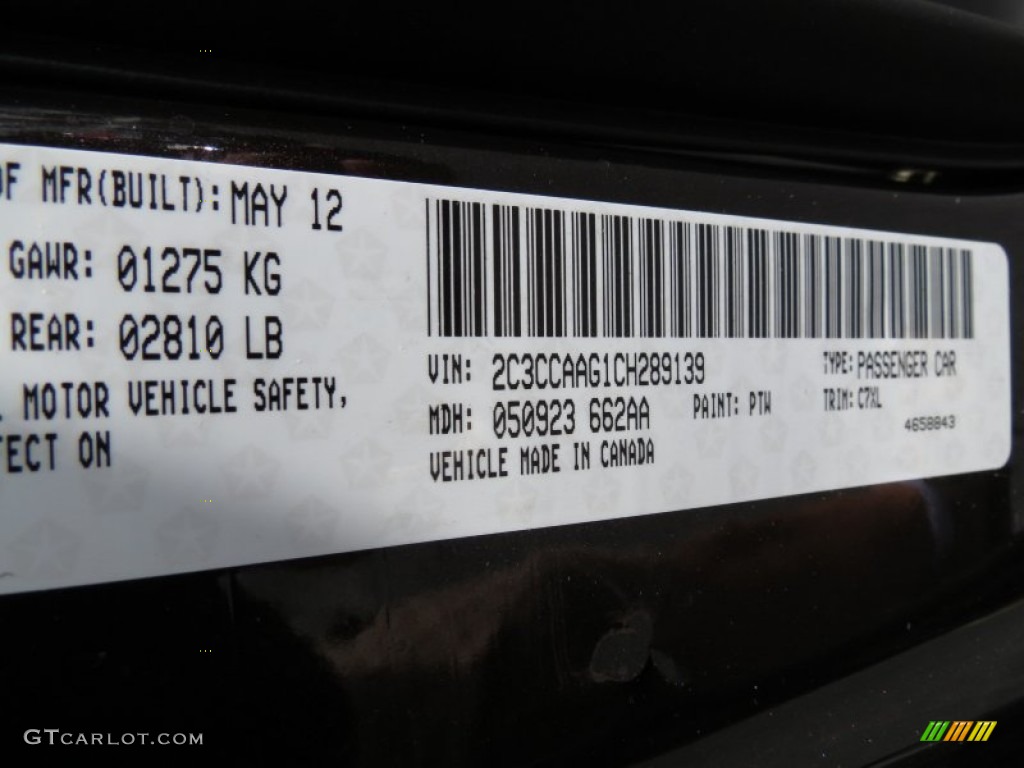 OF MFR(BUILT): MAY 12
GAWR: 01275 KG
REAR: 02810 LB
MOTOR VEHICLE SAFETY,
ON
VIN: 2C3CCAAG1CH289139 TYPE: PASSENGER CAR
MDH: 050923 662AA PAINT: PTW TRIM: C7XL
VEHICLE MADE IN CANADA 4658843
GTCARLOT.COM